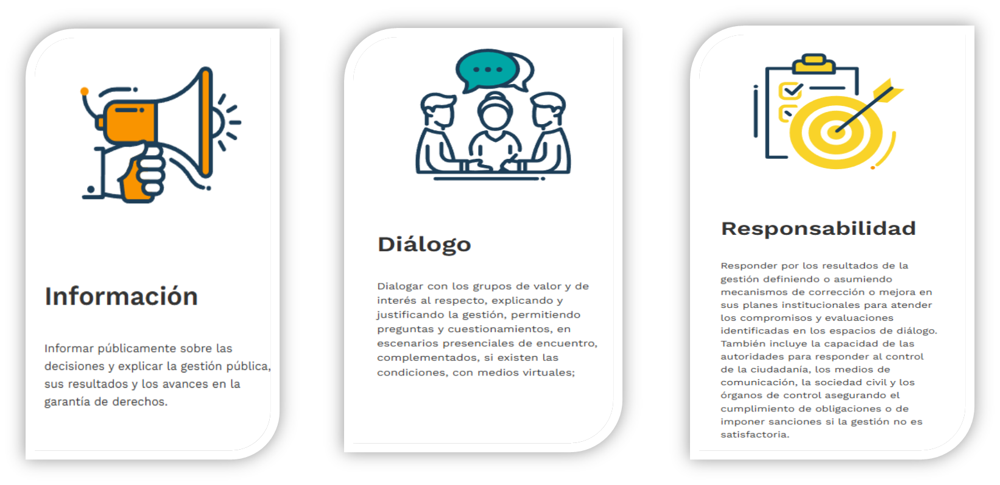 Información
Informar públicamente sobre las
decisiones y explicar la gestión pública,
sus resultados y los avances en la
garantía de derechos.
Diálogo
Dialogar con los grupos de valor y de
interés al respecto, explicando y
justificando la gestión, permitiendo
preguntas y cuestionamientos, en
escenarios presenciales de encuentro,
complementados, si existen las
condiciones, con medios virtuales;
Responsabilidad
Responder por los resultados de la
gestión definiendo o asumiendo
mecanismos de corrección o mejora en
sus planes institucionales para atender
los compromisos y evaluaciones
identificadas en los espacios de diálogo.
También incluye la capacidad de las
autoridades para responder al control
de la ciudadanía, los medios de
comunicación, la sociedad civil y los
órganos de control asegurando el
cumplimiento de obligaciones o de
imponer sanciones si la gestión no es
satisfactoria.